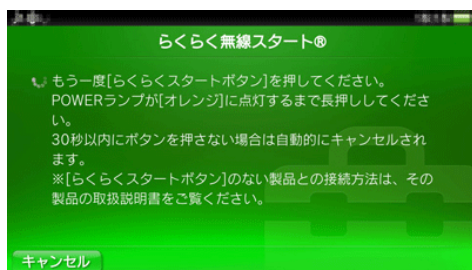 らくらく無線スタート®
もう一度[らくらくスタートボタン]を押してください。
POWERランプが[オレンジ]に点灯するまで長押ししてくださ
い。
30秒以内にボタンを押さない場合は自動的にキャンセルされ
ます。
※[らくらくスタートボタン]のない製品との接続方法は、その
製品の取扱説明書をご覧ください。
キャンセル